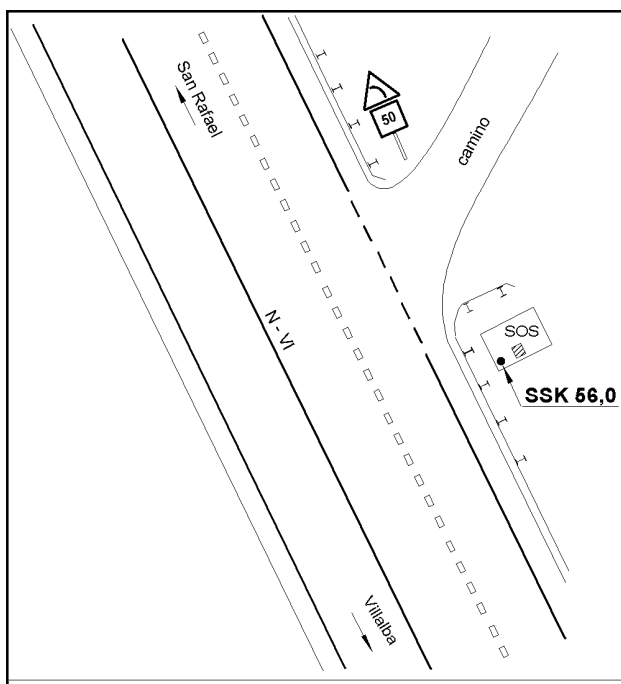 San Rafael
50
camino
N - VI
SOS
SSK 56,0
Villalba